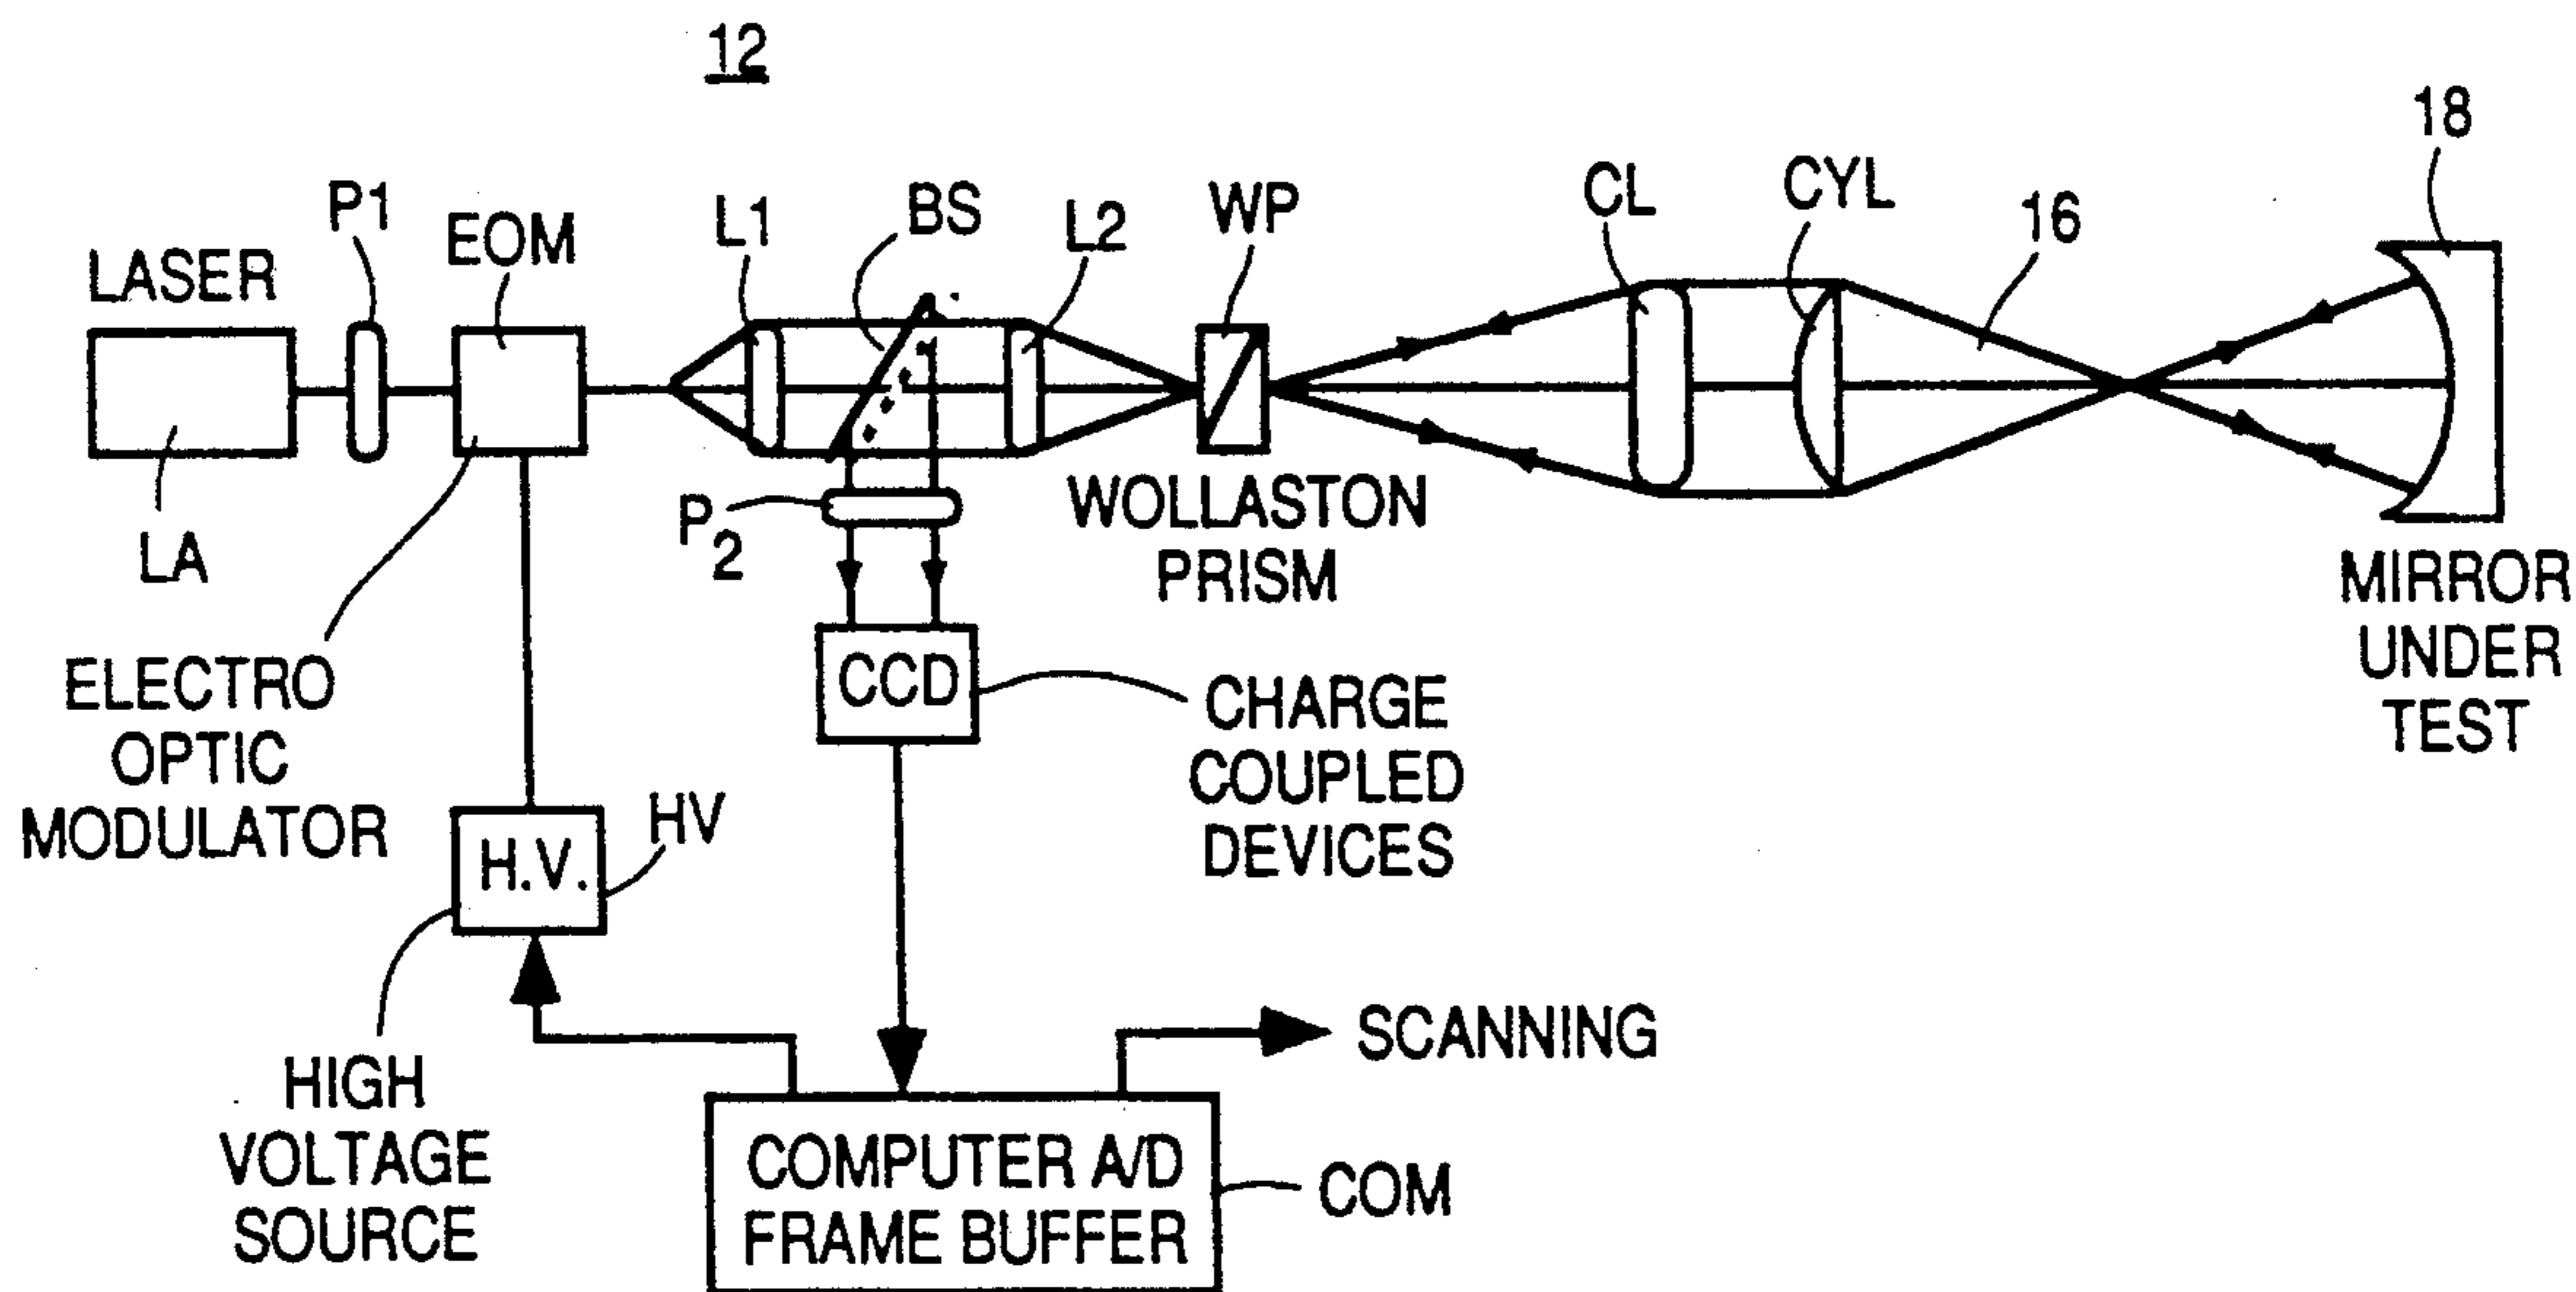 12
18
P1
EOM
L1
BS
L2
WP
CL
CYL
16
LASER
LA
P2
WOLLASTON
PRISM
MIRROR
UNDER
TEST
CCD
CHARGE
COUPLED
DEVICES
ELECTRO
OPTIC
MODULATOR
H.V.
HV
HIGH
VOLTAGE
SOURCE
SCANNING
COMPUTER A/D
FRAME BUFFER
COM